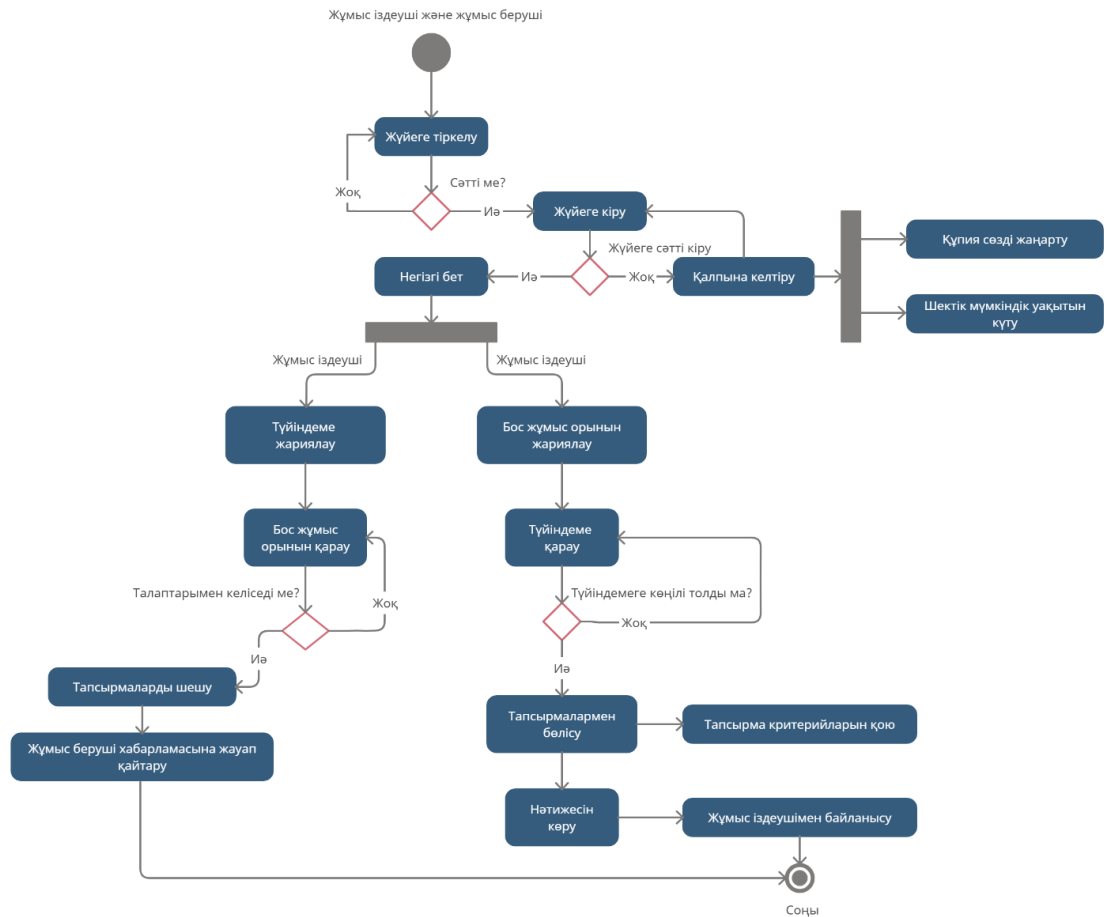 Жұмыс іздеуші және жұмыс беруші
Жүйеге тіркелу
Сәтті ме?
Жоқ
Иә
Жүйеге кіру
Жүйеге сәтті кіру
Құпия сөзді жаңарту
Негізгі бет
Иә
Жоқ
Қалпына келтіру
Шектік мүмкіндік уақытын
күту
Жұмыс іздеуші
Жұмыс іздеуші
Түйіндеме
жариялау
Бос жұмыс орынын
жариялау
Бос жұмыс
орынын қарау
Түйіндеме
қарау
Талаптарымен келіседі ме?
Жоқ
Түйіндемеге көңілі толды ма?
Жоқ
Иә
Иә
Тапсырмаларды шешу
Тапсырмалармен
бөлісу
Тапсырма критерийларын қою
Жұмыс беруші хабарламасына жауап
қайтару
Нәтижесін
көру
Жұмыс іздеушімен байланысу
Соңы